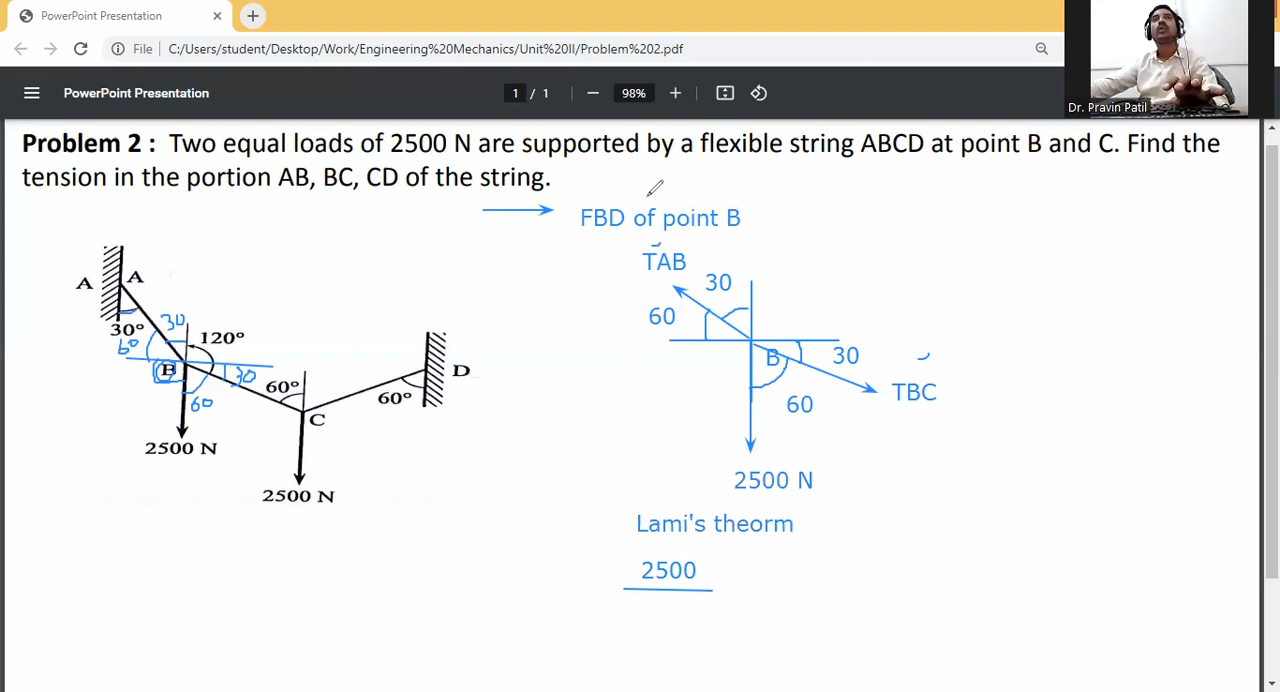 PowerPoint Presentation
File C:/Users/student/Desktop/Work/Engineering%20Mechanics/Unit%20II/Problem%202.pdf
PowerPoint Presentation
1 / 1
98%
Dr. Pravin Patil
Problem 2 : Two equal loads of 2500 N are supported by a flexible string ABCD at point B and C. Find the
tension in the portion AB, BC, CD of the string.
FBD of point B
A
A
30°
30
60
120°
B
30
60
60°
C
D
60°
2500 N
2500 N
TAB
30
60
B
30
TBC
60
2500 N
Lami's theorm
2500